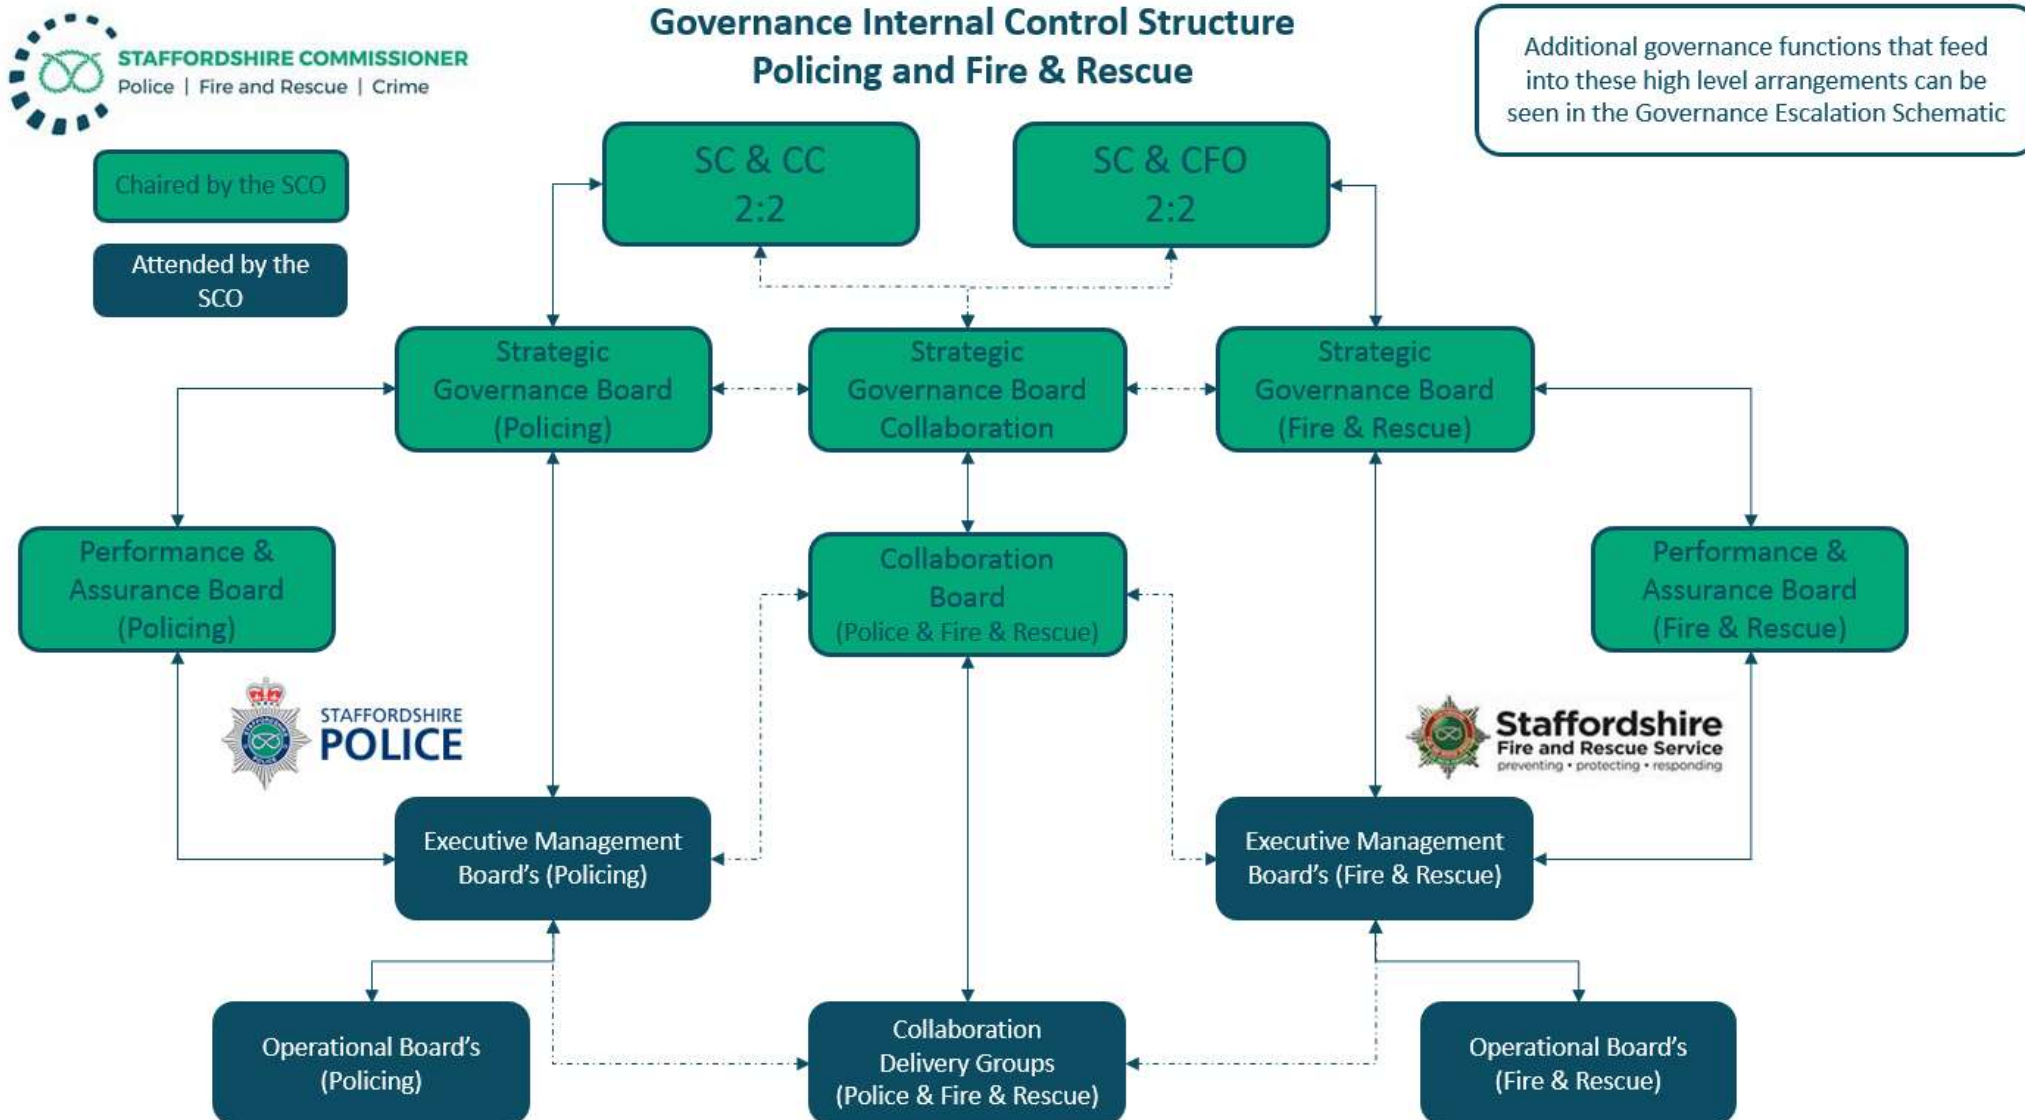 Governance Internal Control Structure
Policing and Fire & Rescue
STAFFORDSHIRE COMMISSIONER
Police | Fire and Rescue | Crime
Additional governance functions that feed
into these high level arrangements can be
seen in the Governance Escalation Schematic
Chaired by the SCO
Attended by the
SCO
SC & CC
2:2
SC & CFO
2:2
Strategic
Governance Board
(Policing)
Strategic
Governance Board
Collaboration
Strategic
Governance Board
(Fire & Rescue)
Performance &
Assurance Board
(Policing)
Collaboration
Board
(Police & Fire & Rescue)
Performance &
Assurance Board
(Fire & Rescue)
STAFFORDSHIRE
POLICE
Staffordshire
Fire and Rescue Service
preventing • protecting • responding
Executive Management
Board's (Policing)
Executive Management
Board's (Fire & Rescue)
Operational Board's
(Policing)
Collaboration
Delivery Groups
(Police & Fire & Rescue)
Operational Board's
(Fire & Rescue)